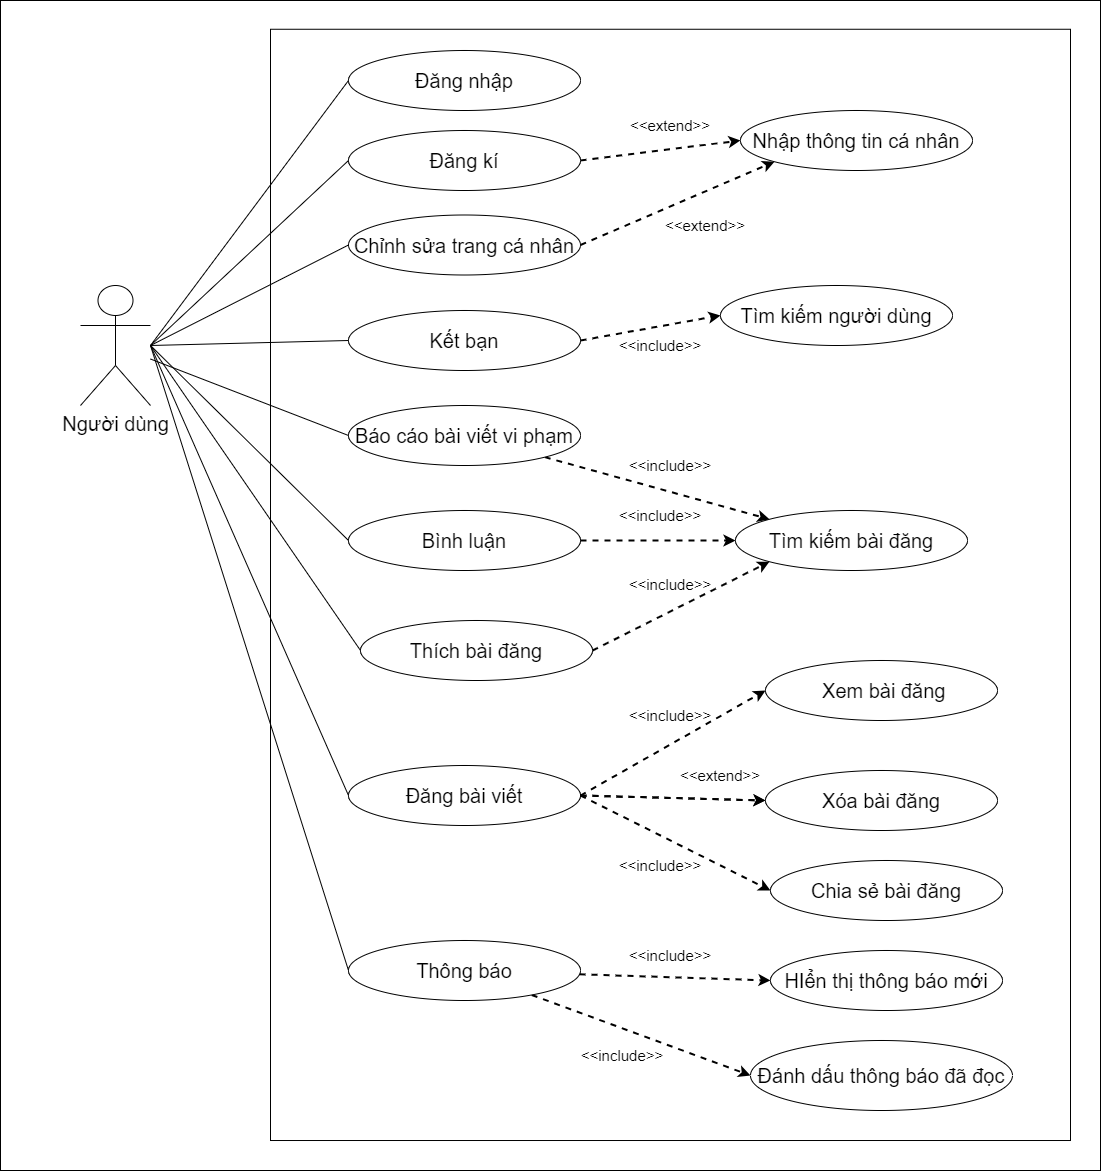 Đăng nhập
<<extend>>
Nhập thông tin cá nhân
Đăng kí
<<extend>>
Chỉnh sửa trang cá nhân
Tìm kiếm người dùng
Kết bạn
<<include>>
Người dùng
Báo cáo bài viết vi phạm
<<include>>
<<include>>
Bình luận
Tìm kiếm bài đăng
<<include>>
Thích bài đăng
Xem bài đăng
<<include>>
<<extend>>
Đăng bài viết
Xóa bài đăng
<<include>>
Chia sẻ bài đăng
<<include>>
Thông báo
HIển thị thông báo mới
<<include>>
Đánh dấu thông báo đã đọc